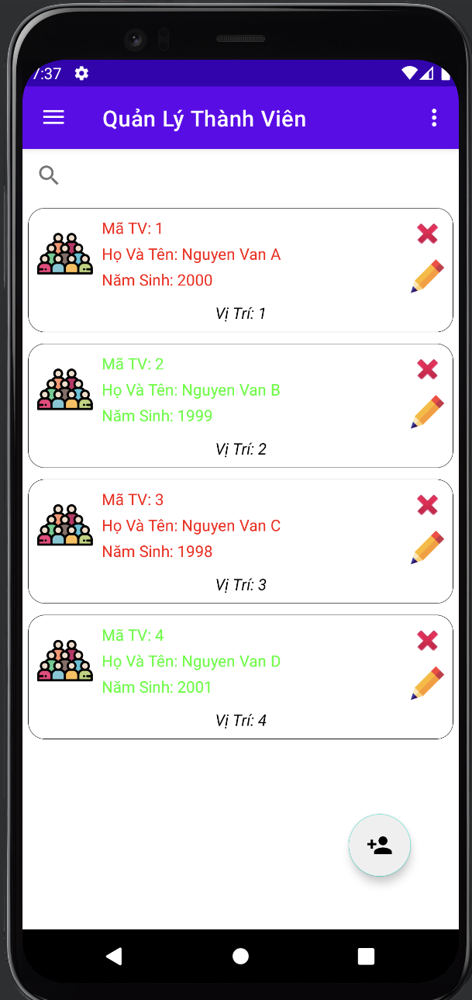 7:37
Quản Lý Thành Viên
Mã TV: 1
Họ Và Tên: Nguyen Van A
Năm Sinh: 2000
Vị Trí: 1
Mã TV: 2
Họ Và Tên: Nguyen Van B
Năm Sinh: 1999
Vị Trí: 2
Mã TV: 3
Họ Và Tên: Nguyen Van C
Năm Sinh: 1998
Vị Trí: 3
Mã TV: 4
Họ Và Tên: Nguyen Van D
Năm Sinh: 2001
Vị Trí: 4